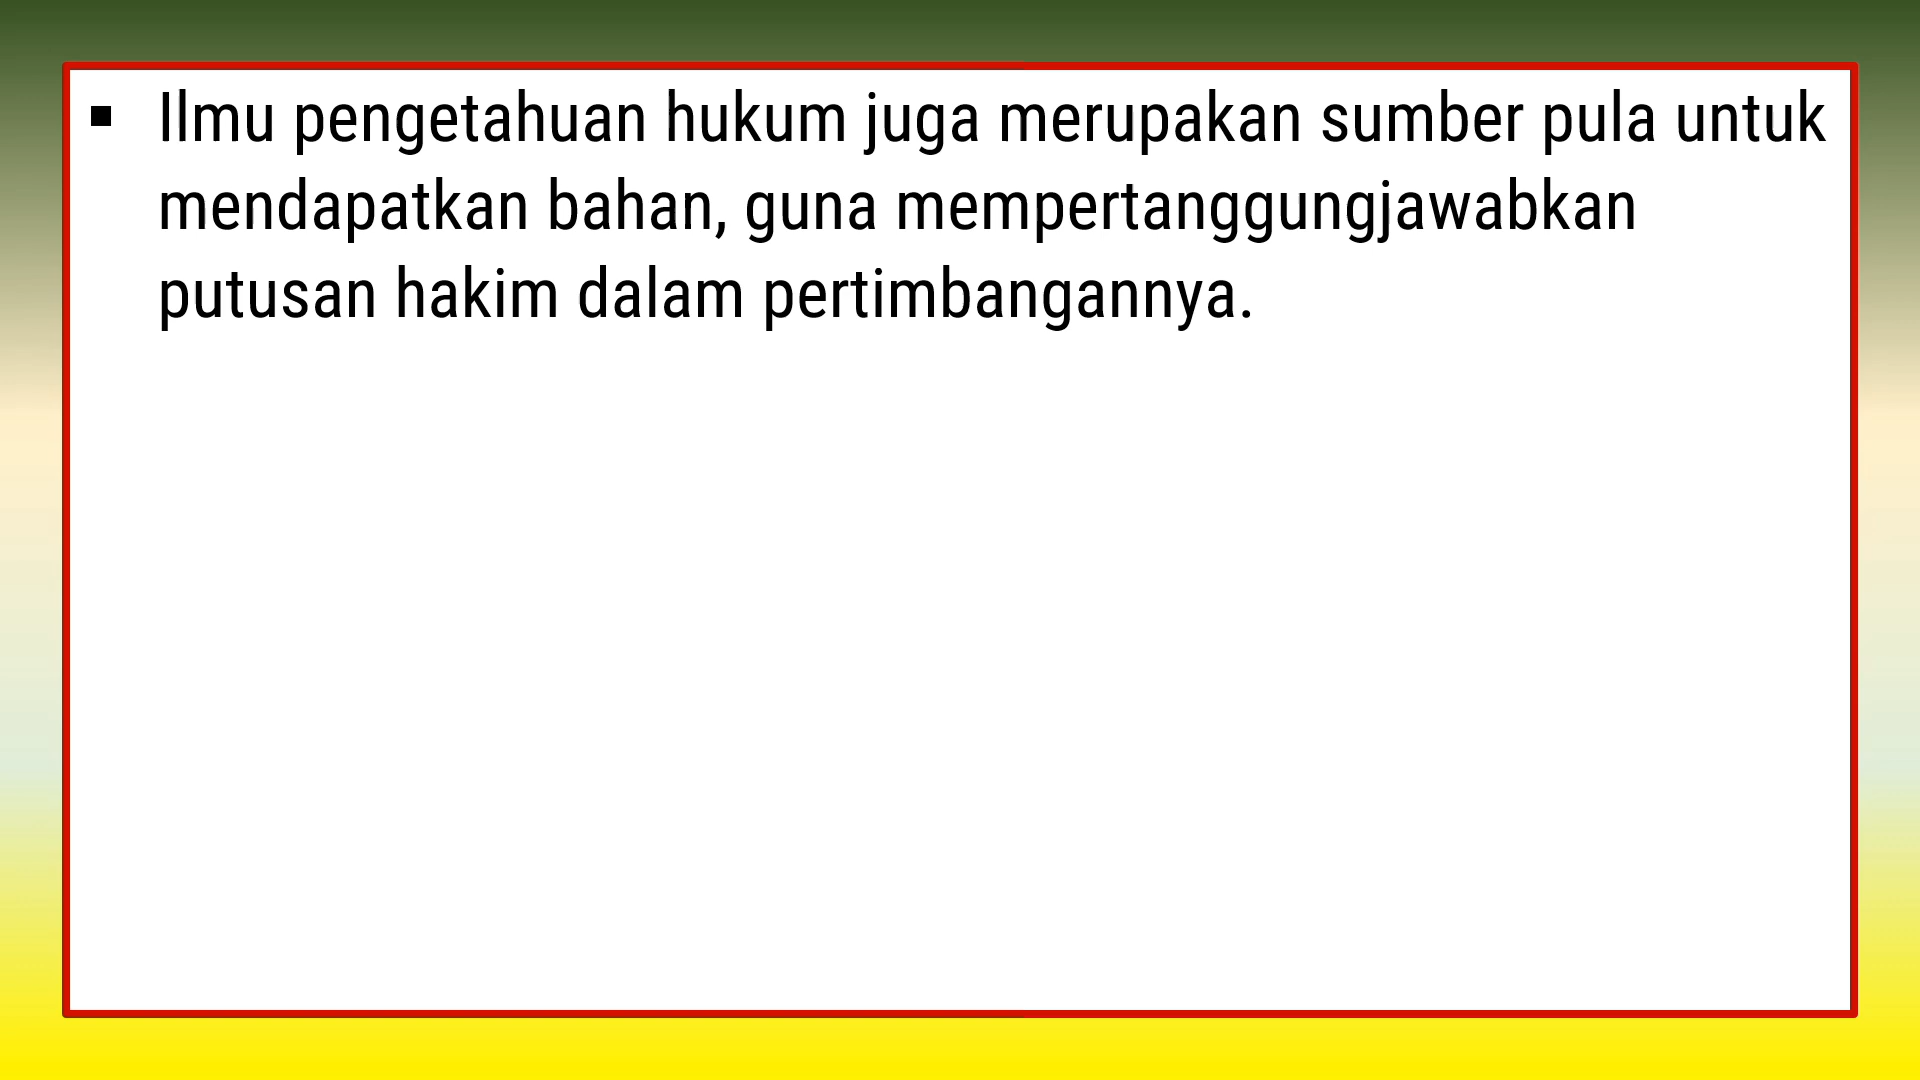 ▪ Ilmu pengetahuan hukum juga merupakan sumber pula untuk
mendapatkan bahan, guna mempertanggungjawabkan
putusan hakim dalam pertimbangannya.